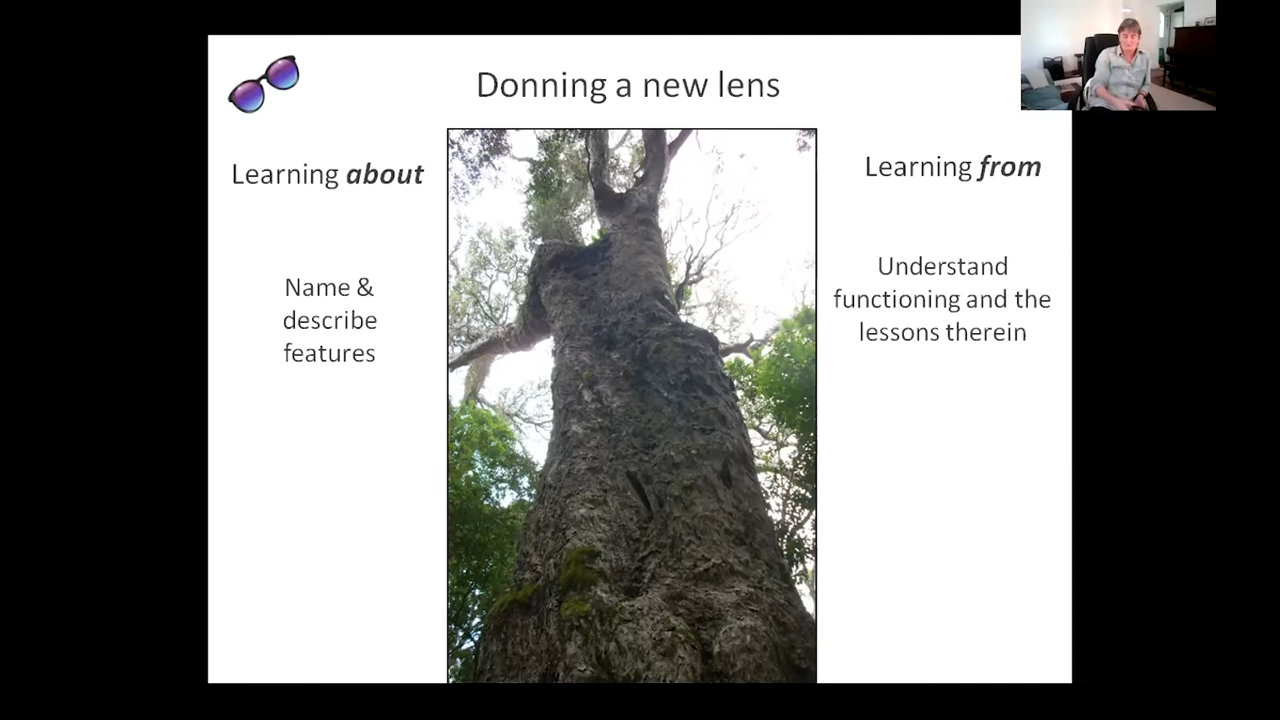 Donning a new lens
Learning about
Name &
describe
features
Learning from
Understand
functioning and the
lessons therein